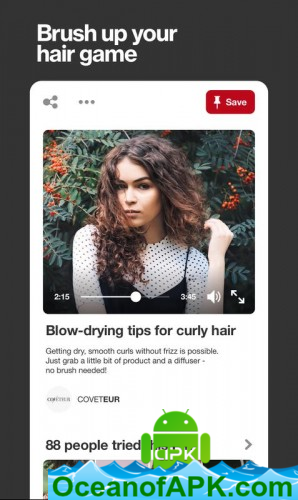 Brush up your
hair game
Save
2:15
3:45
Blow-drying tips for curly hair
Getting dry, smooth curls without frizz is possible.
Just grab a little bit of product and a diffuser -
no brush needed!
COVETEUR
COVETEUR
88 people tried
APK
OceanofAPK.com